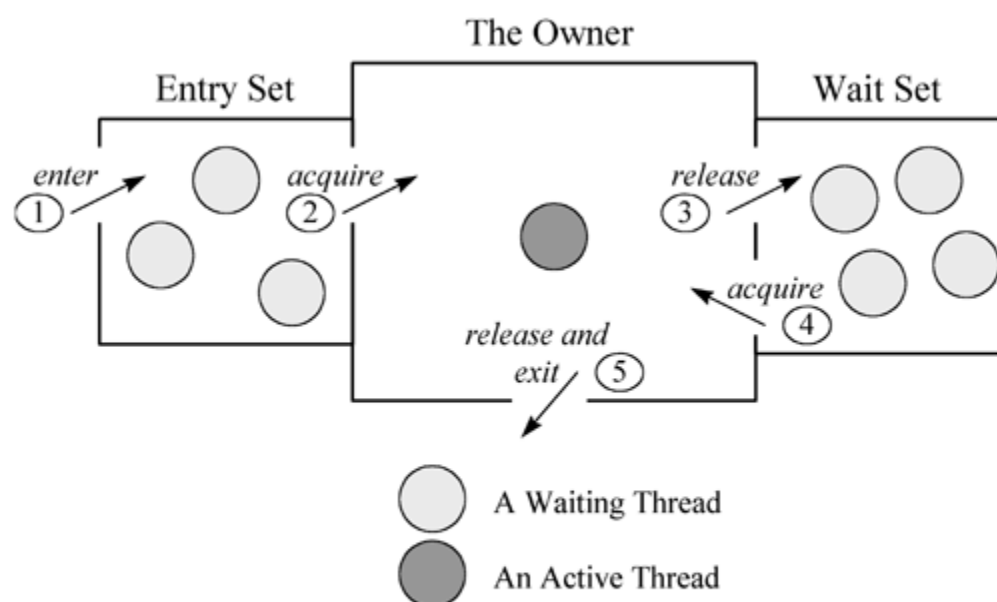 The Owner
Entry Set
Wait Set
enter
1
acquire
2
release
3
acquire
4
release and
exit
5
A Waiting Thread
An Active Thread